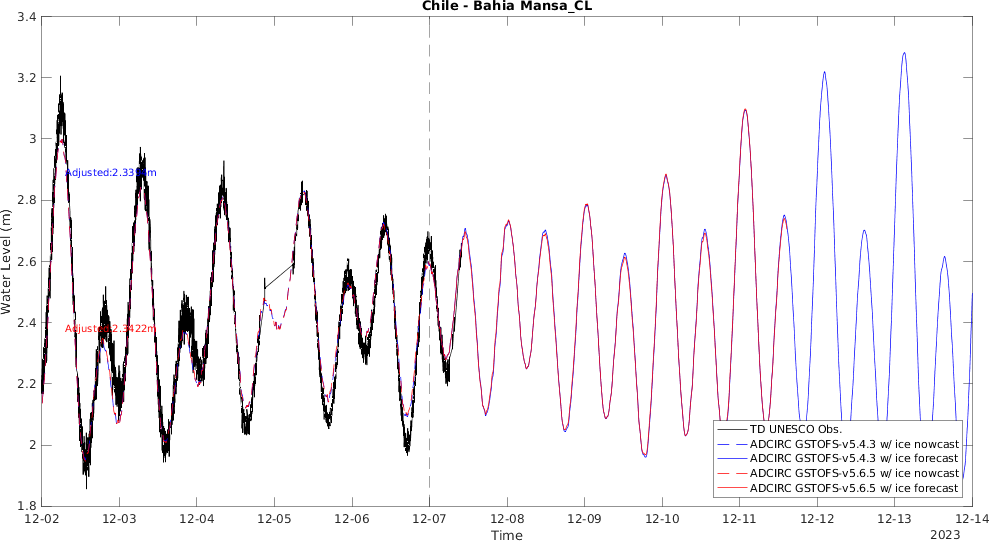 Chile - Bahia Mansa_CL
3.4
3.2
3
2.8
2.6
2.4
2.2
2
1.8
Water Level (m)
Adjusted:2.3422m
12-02
12-03
12-04
12-05
12-06
12-07
12-08
12-09
12-10
12-11
12-12
12-13
12-14
Time
2023
TD UNESCO Obs.
ADCIRC GSTOFS-v5.4.3 w/ ice nowcast
ADCIRC GSTOFS-v5.4.3 w/ ice forecast
ADCIRC GSTOFS-v5.6.5 w/ ice nowcast
ADCIRC GSTOFS-v5.6.5 w/ ice forecast